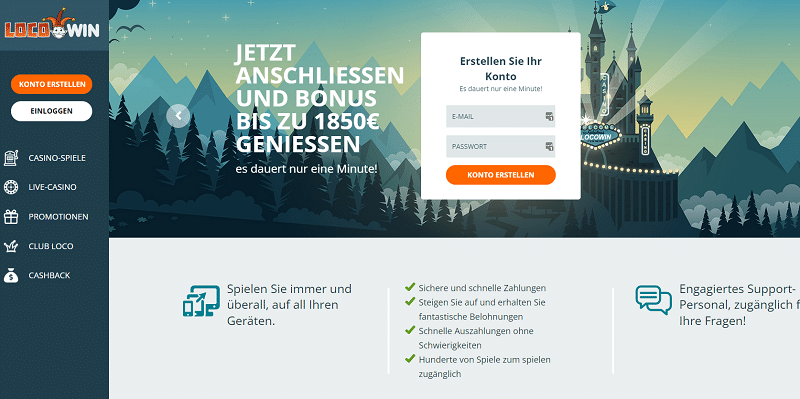 LOCOWIN
KONTO ERSTELLEN
EINLOGGEN
CASINO-SPIELE
LIVE-CASINO
PROMOTIONEN
CLUB LOCO
CASHBACK
JETZT
ANSCHLIESSEN
UND BONUS
BIS ZU 1850€
GENIESSEN
es dauert nur eine Minute!
Erstellen Sie Ihr
Konto
Es dauert nur eine Minute!
E-MAIL
PASSWORT
KONTO ERSTELLEN
CASINO
WELCOME
LOCOWIN
Spielen Sie immer und
überall, auf all Ihren
Geräten.
Sichere und schnelle Zahlungen
Steigen Sie auf und erhalten Sie
fantastische Belohnungen
Schnelle Auszahlungen ohne
Schwierigkeiten
Hunderte von Spiele zum spielen
zugänglich
Engagiertes Support-
Personal, zugänglich f
Ihre Fragen!